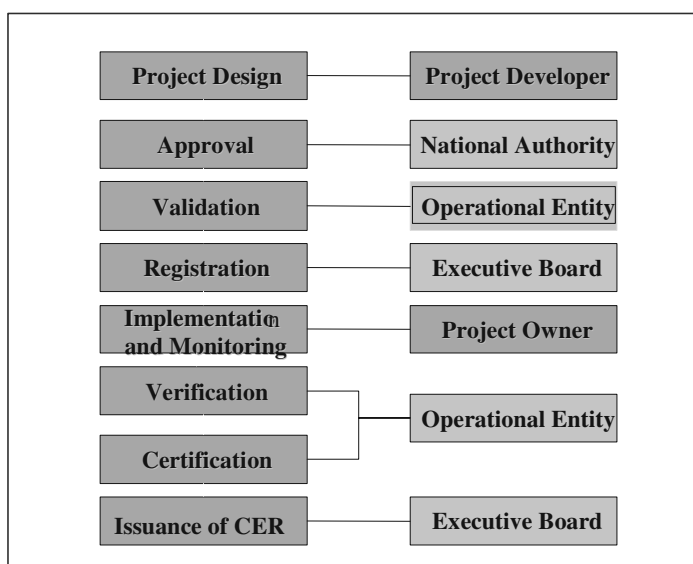 Project Design
Project Developer
Approval
National Authority
Validation
Operational Entity
Registration
Executive Board
Implementation
and Monitoring
Project Owner
Verification
Operational Entity
Certification
Issuance of CER
Executive Board